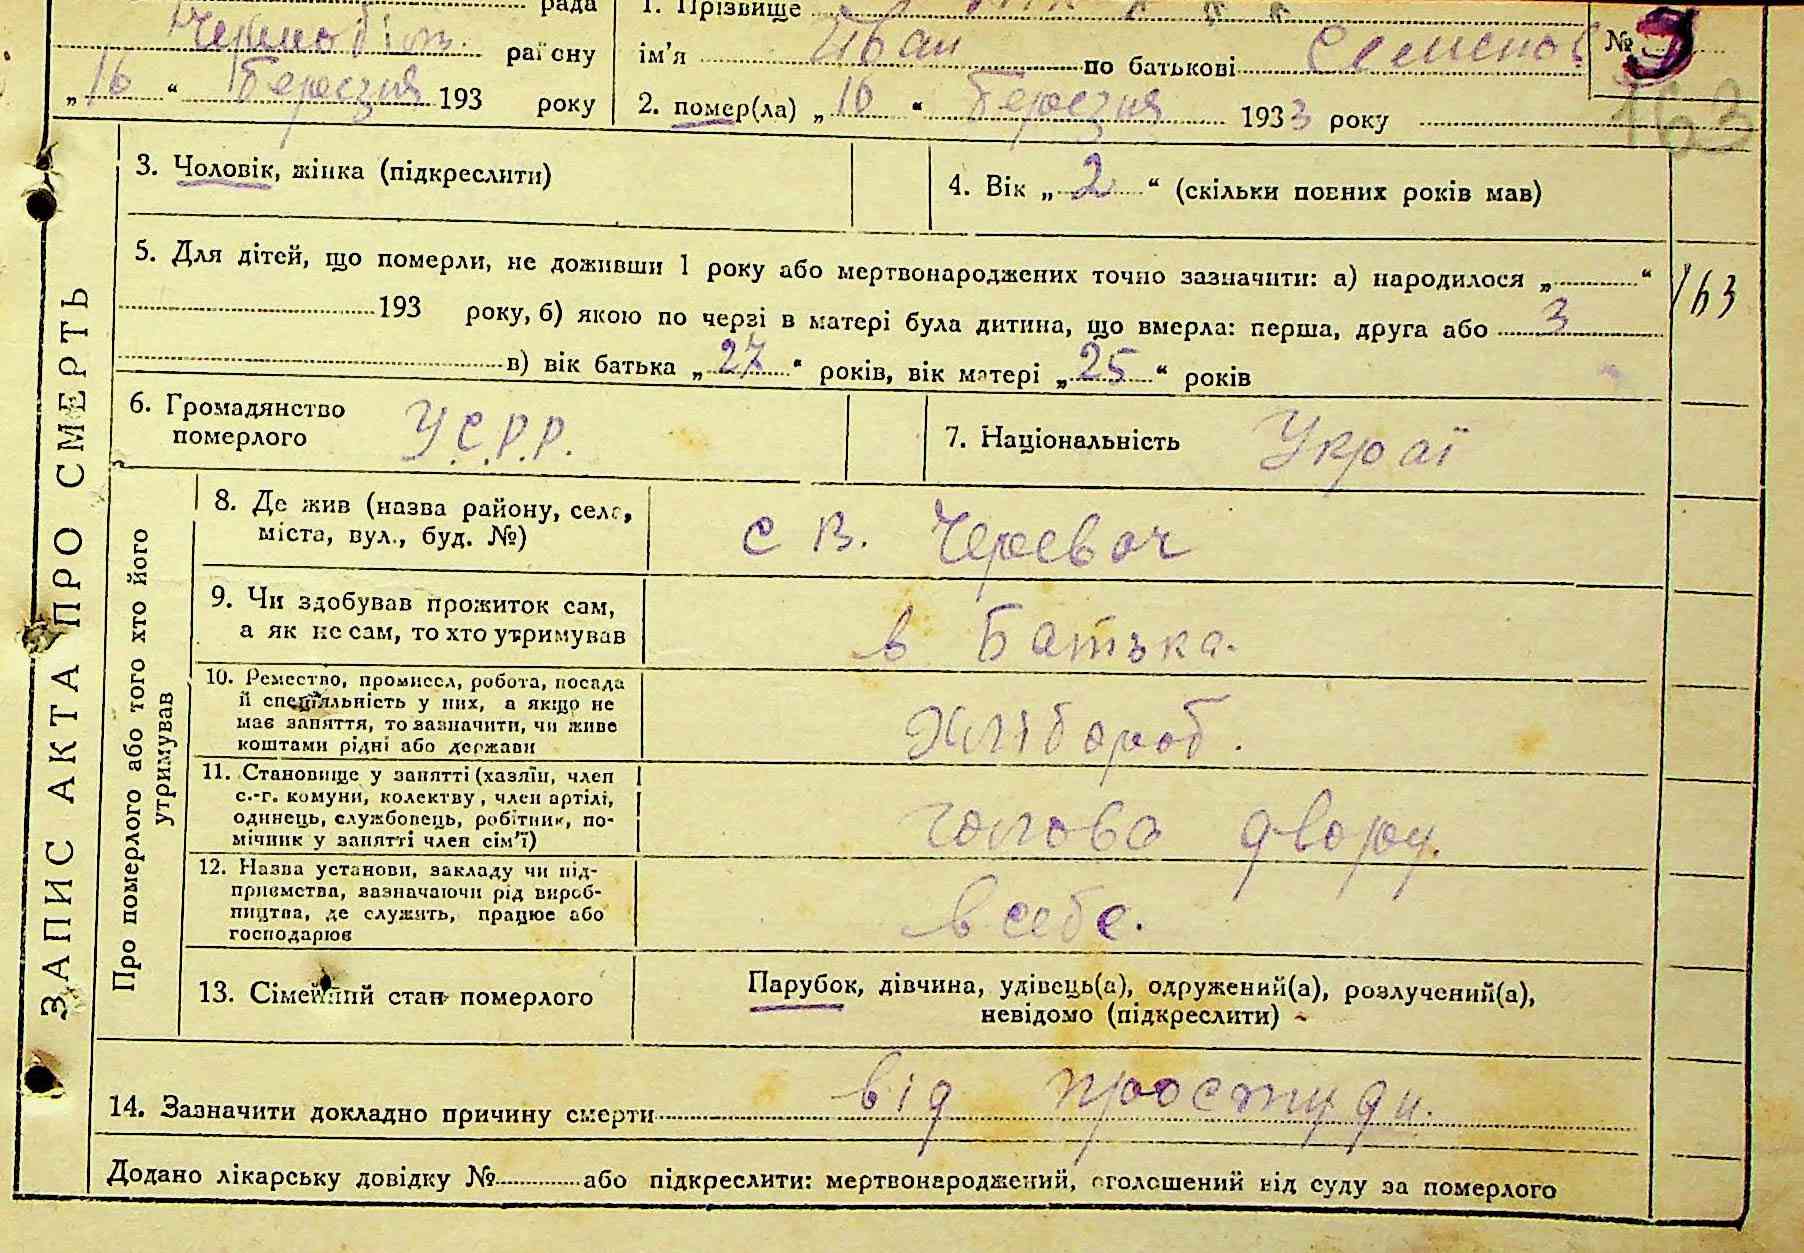 рада
1. Прізвище
Чорнобіл. району
ім'я Іван по батькові Семенов
№ 3
„16“ Березня 193 року
2. помер(ла) „16“ Березня 1933 року
163
3. Чоловік, жінка (підкреслити)
4. Вік „2“ (скільки повних років мав)
5. Для дітей, що померли, не доживши 1 року або мертвонароджених точно зазначити: а) народилося „ “
163
193 року, б) якою по черзі в матері була дитина, що вмерла: перша, друга або 3
в) вік батька „27“ років, вік матері „25“ років
6. Громадянство
померлого
У.С.Р.Р.
7. Національність
Украї
ЗАПИС АКТА ПРО СМЕРТЬ
Про померлого або того хто його
утримував
8. Де жив (назва району, села,
міста, вул., буд. №)
с В. Черевач
9. Чи здобував прожиток сам,
а як не сам, то хто утримував
в Батька.
10. Ремество, промисел, робота, посада
й спеціяльність у них, а якщо не
має заняття, то зазначити, чи живе
коштами рідні або держави
Хлібороб.
11. Становище у занятті (хазяїн, член
с.-г. комуни, колективу, член артілі,
одинець, службовець, робітник, по-
мічник у занятті член сім'ї)
голова двору.
12. Назва установи, закладу чи під-
приємства, зазначаючи рід вироб-
ництва, де служить, працює або
господарює
в себе.
13. Сімейний стан померлого
Парубок, дівчина, удівець(а), одружений(а), розлучений(а),
невідомо (підкреслити)
14. Зазначити докладно причину смерти від простуди.
Додано лікарську довідку № або підкреслити: мертвонароджений, оголошений від суду за померлого